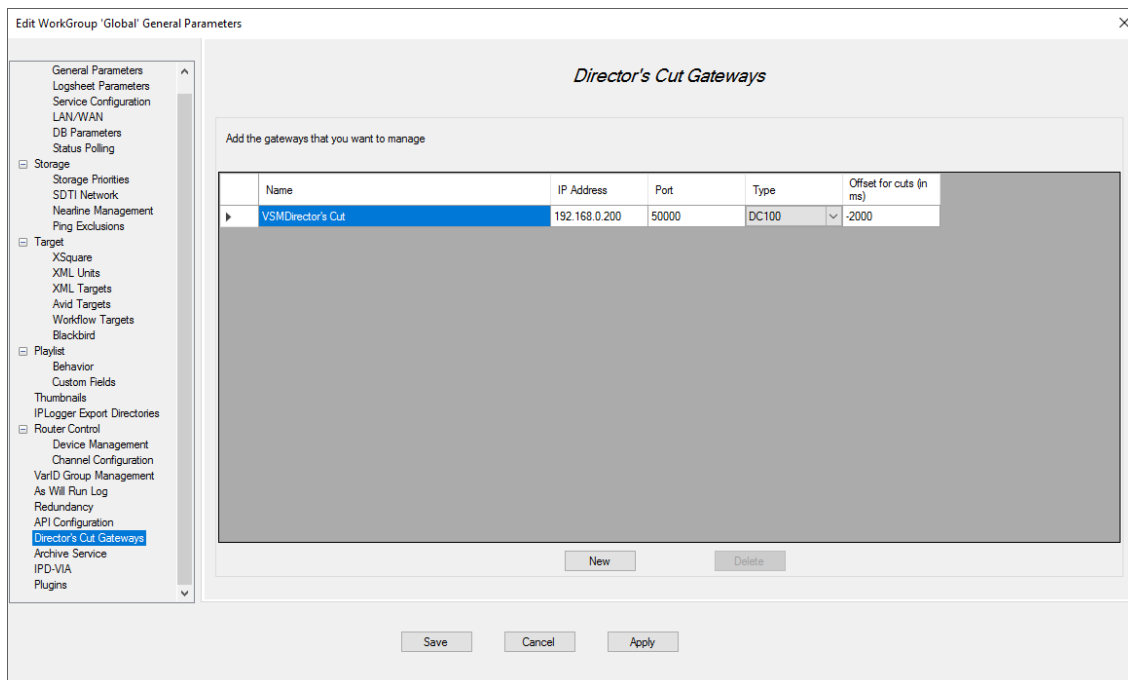 Edit WorkGroup 'Global' General Parameters
General Parameters
Logsheet Parameters
Service Configuration
LAN/WAN
DB Parameters
Status Polling
Storage
Storage Priorities
SDTI Network
Nearline Management
Ping Exclusions
Target
XSquare
XML Units
XML Targets
Avid Targets
Workflow Targets
Blackbird
Playlist
Behavior
Custom Fields
Thumbnails
IPLogger Export Directories
Router Control
Device Management
Channel Configuration
VarID Group Management
As Will Run Log
Redundancy
API Configuration
Director's Cut Gateways
Archive Service
IPD-VIA
Plugins
Director's Cut Gateways
Add the gateways that you want to manage
Name IP Address Port Type Offset for cuts (in
ms)
VSMDirector's Cut 192.168.0.200 50000 DC100 -2000
New Delete
Save Cancel Apply